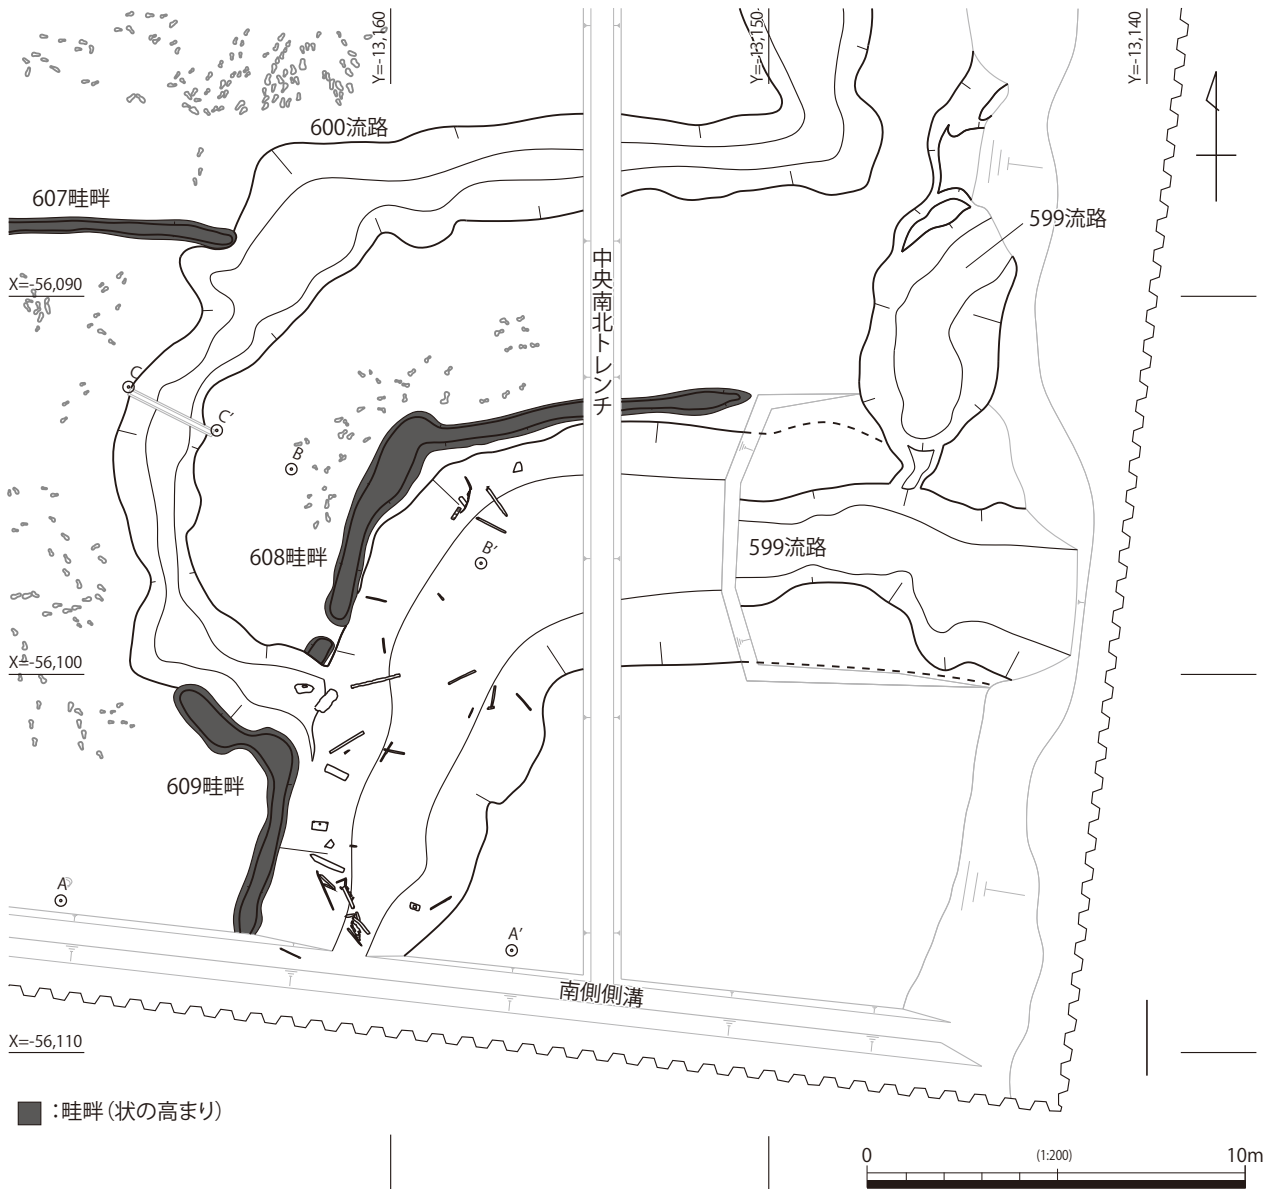 Y=-13,160
Y=-13,150
Y=-13,140
600流路
607畦畔
599流路
X=-56,090
中央南北トレンチ
C
C'
B
608畦畔
B'
599流路
X=-56,100
609畦畔
A
A'
南側側溝
X=-56,110
：畦畔（状の高まり）
0
(1:200)
10m